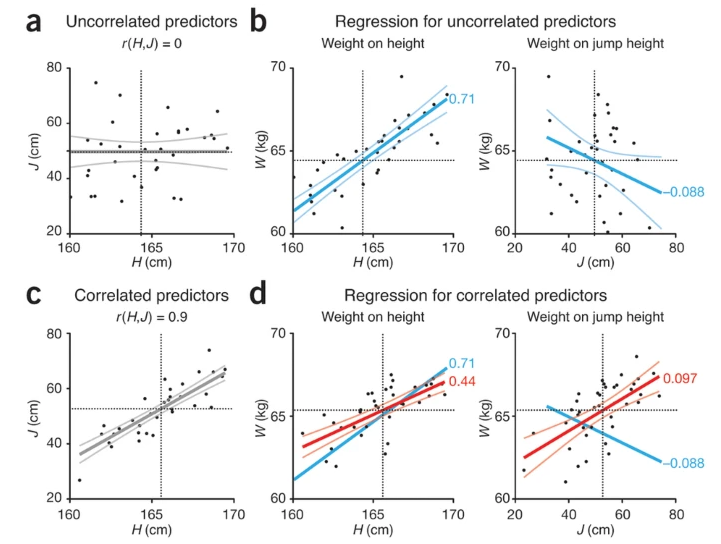 a Uncorrelated predictors
r(H,J) = 0
80
60
40
20
J (cm)
160 165 170
H (cm)
b Regression for uncorrelated predictors
Weight on height
70
65
60
W (kg)
0.71
160 165 170
H (cm)
Weight on jump height
70
65
60
W (kg)
–0.088
20 40 60 80
J (cm)
c Correlated predictors
r(H,J) = 0.9
80
60
40
20
J (cm)
160 165 170
H (cm)
d Regression for correlated predictors
Weight on height
70
65
60
W (kg)
0.71
0.44
160 165 170
H (cm)
Weight on jump height
70
65
60
W (kg)
0.097
–0.088
20 40 60 80
J (cm)